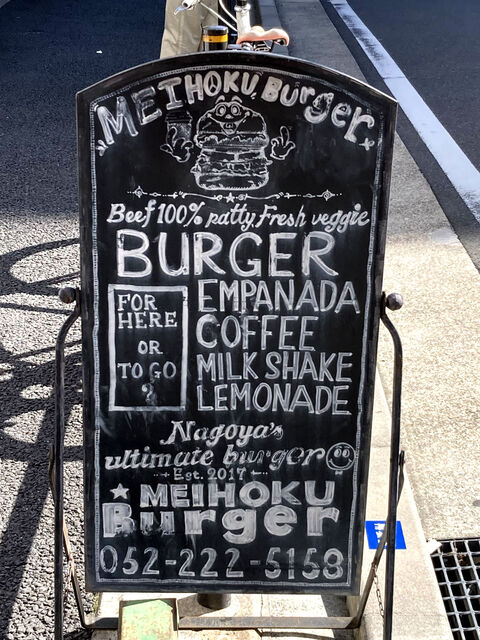 MEIHOKU Burger
Beef 100% patty, Fresh veggie
BURGER
FOR HERE
OR
TO GO
?
EMPANADA
COFFEE
MILK SHAKE
LEMONADE
Nagoya's
ultimate burger
Est. 2017
MEIHOKU
Burger
052-222-5158